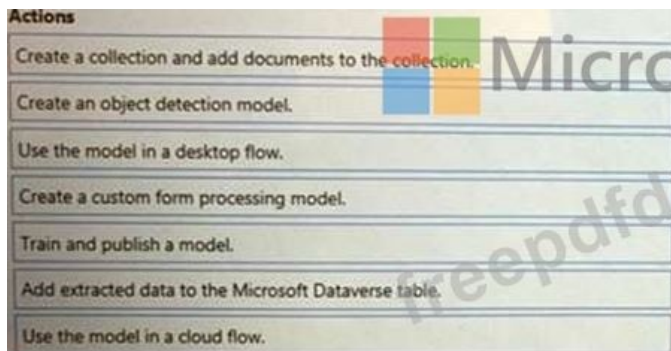 Actions
Create a collection and add documents to the collection.
Micro
Create an object detection model.
Use the model in a desktop flow.
Create a custom form processing model.
Train and publish a model.
freepdfd
Add extracted data to the Microsoft Dataverse table.
Use the model in a cloud flow.